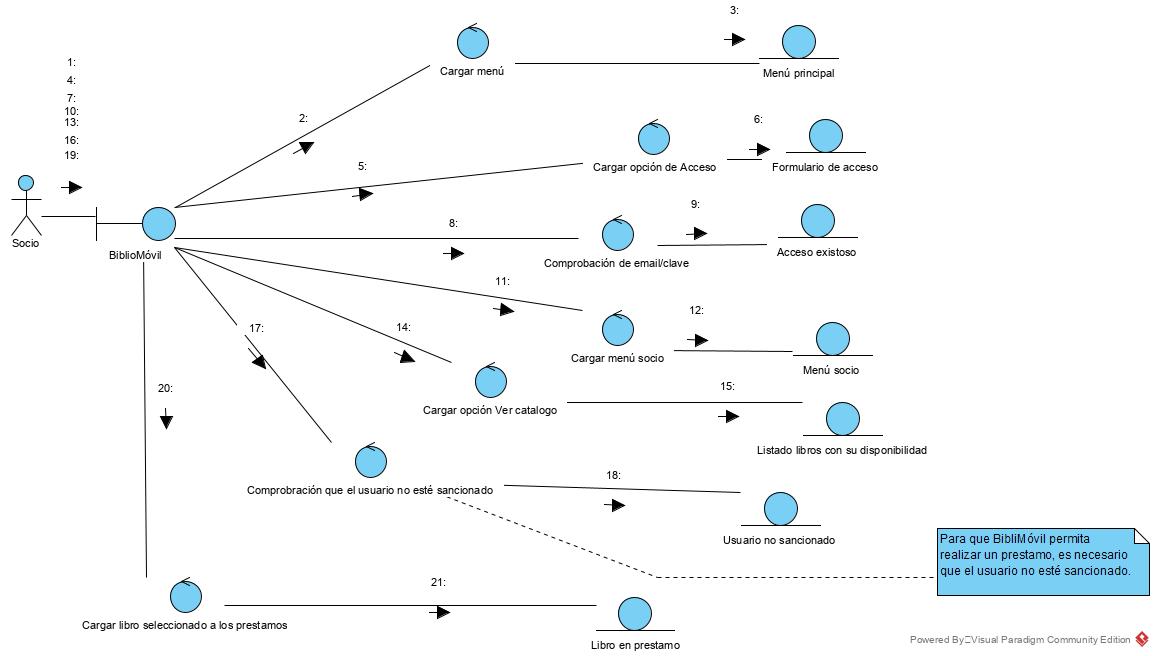 3:
Cargar menú
Menú principal
1:
4:
7:
10:
13:
16:
19:
2:
6:
5:
Cargar opción de Acceso
Formulario de acceso
9:
8:
Socio
BiblioMóvil
Comprobación de email/clave
Acceso existoso
11:
12:
17:
14:
Cargar menú socio
Menú socio
20:
15:
Cargar opción Ver catalogo
Listado libros con su disponibilidad
18:
Comprobración que el usuario no esté sancionado
Usuario no sancionado
Para que BibliMóvil permita
realizar un prestamo, es necesario
que el usuario no esté sancionado.
21:
Cargar libro seleccionado a los prestamos
Libro en prestamo
Powered By Visual Paradigm Community Edition